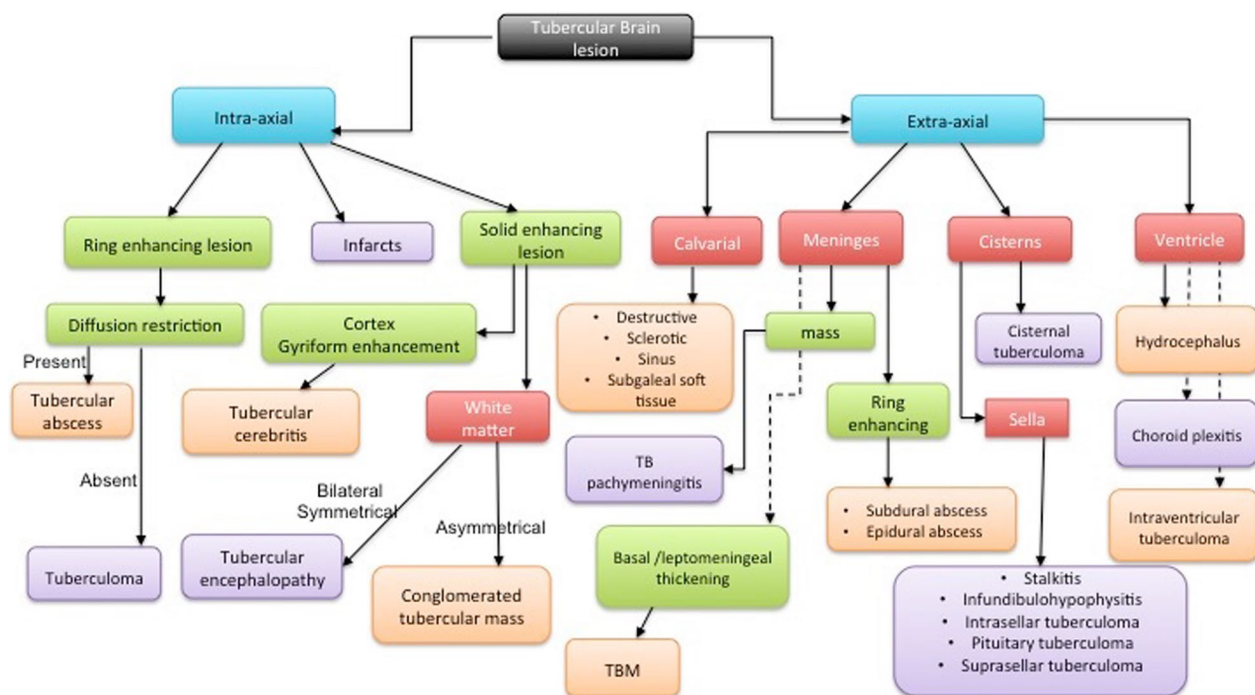 Tubercular Brain
lesion
Intra-axial
Extra-axial
Ring enhancing lesion
Infarcts
Solid enhancing
lesion
Calvarial
Meninges
Cisterns
Ventricle
Diffusion restriction
Cortex
Gyriform enhancement
• Destructive
• Sclerotic
• Sinus
• Subgaleal soft
tissue
mass
Cisternal
tuberculoma
Hydrocephalus
Present
Tubercular
abscess
Tubercular
cerebritis
White
matter
Ring
enhancing
Sella
Choroid plexitis
Absent
Bilateral
Symmetrical
Asymmetrical
TB
pachymeningitis
• Subdural abscess
• Epidural abscess
Intraventricular
tuberculoma
Tuberculoma
Tubercular
encephalopathy
Conglomerated
tubercular mass
Basal /leptomeningeal
thickening
TBM
• Stalkitis
• Infundibulohypophysitis
• Intrasellar tuberculoma
• Pituitary tuberculoma
• Suprasellar tuberculoma